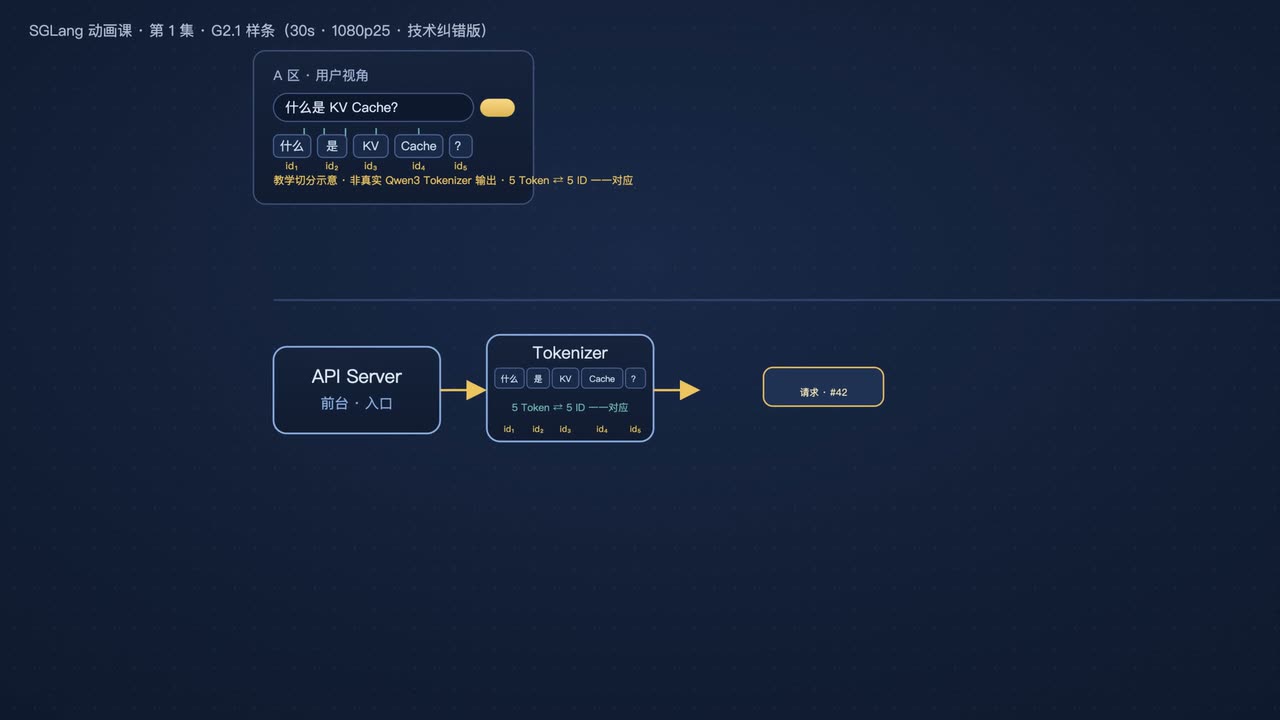 SGLang 动画课 · 第 1 集 · G2.1 样条（30s · 1080p25 · 技术纠错版）
A 区 · 用户视角
什么是 KV Cache?
什么 是 KV Cache ?
id₁ id₂ id₃ id₄ id₅
教学切分示意 · 非真实 Qwen3 Tokenizer 输出 · 5 Token ⇄ 5 ID 一一对应
API Server
前台 · 入口
Tokenizer
什么 是 KV Cache ?
5 Token ⇄ 5 ID 一一对应
id₁ id₂ id₃ id₄ id₅
请求 · #42